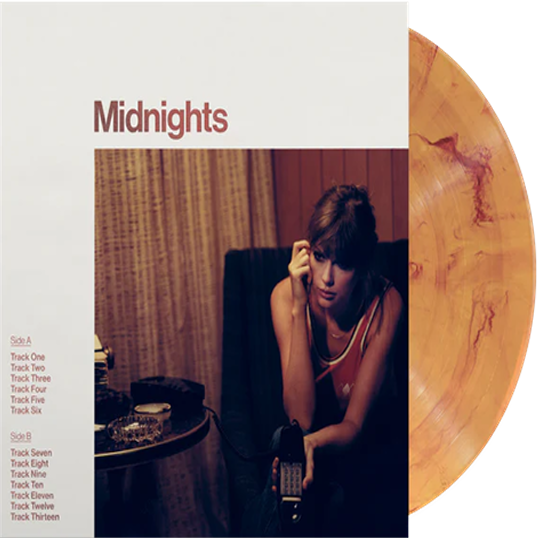 Midnights
Side A
Track One
Track Two
Track Three
Track Four
Track Five
Track Six
Side B
Track Seven
Track Eight
Track Nine
Track Ten
Track Eleven
Track Twelve
Track Thirteen